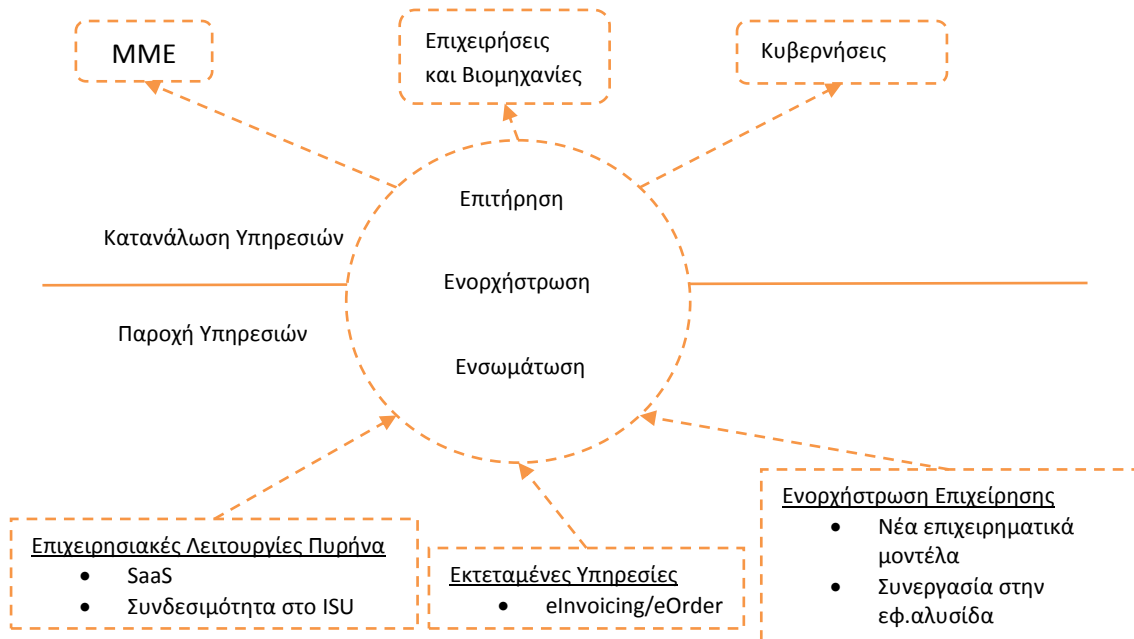 ΜΜΕ
Επιχειρήσεις
και Βιομηχανίες
Κυβερνήσεις
Επιτήρηση
Κατανάλωση Υπηρεσιών
Ενορχήστρωση
Παροχή Υπηρεσιών
Ενσωμάτωση
Επιχειρησιακές Λειτουργίες Πυρήνα
• SaaS
• Συνδεσιμότητα στο ISU
Εκτεταμένες Υπηρεσίες
• eInvoicing/eOrder
Ενορχήστρωση Επιχείρησης
• Νέα επιχειρηματικά
μοντέλα
• Συνεργασία στην
εφ.αλυσίδα